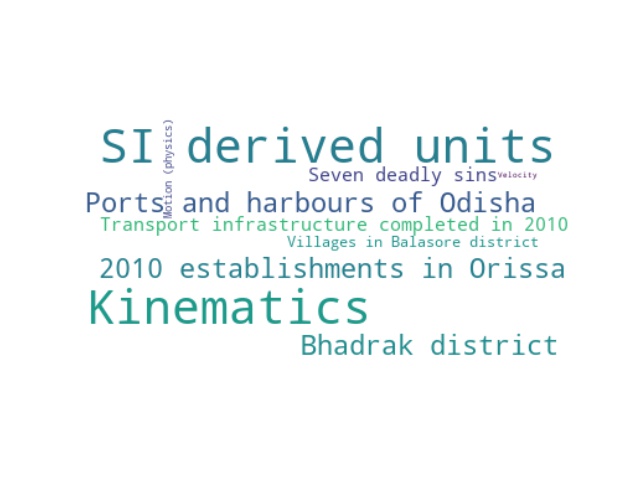 SI derived units
Motion (physics)
Seven deadly sins
Velocity
Ports and harbours of Odisha
Transport infrastructure completed in 2010
Villages in Balasore district
2010 establishments in Orissa
Kinematics
Bhadrak district